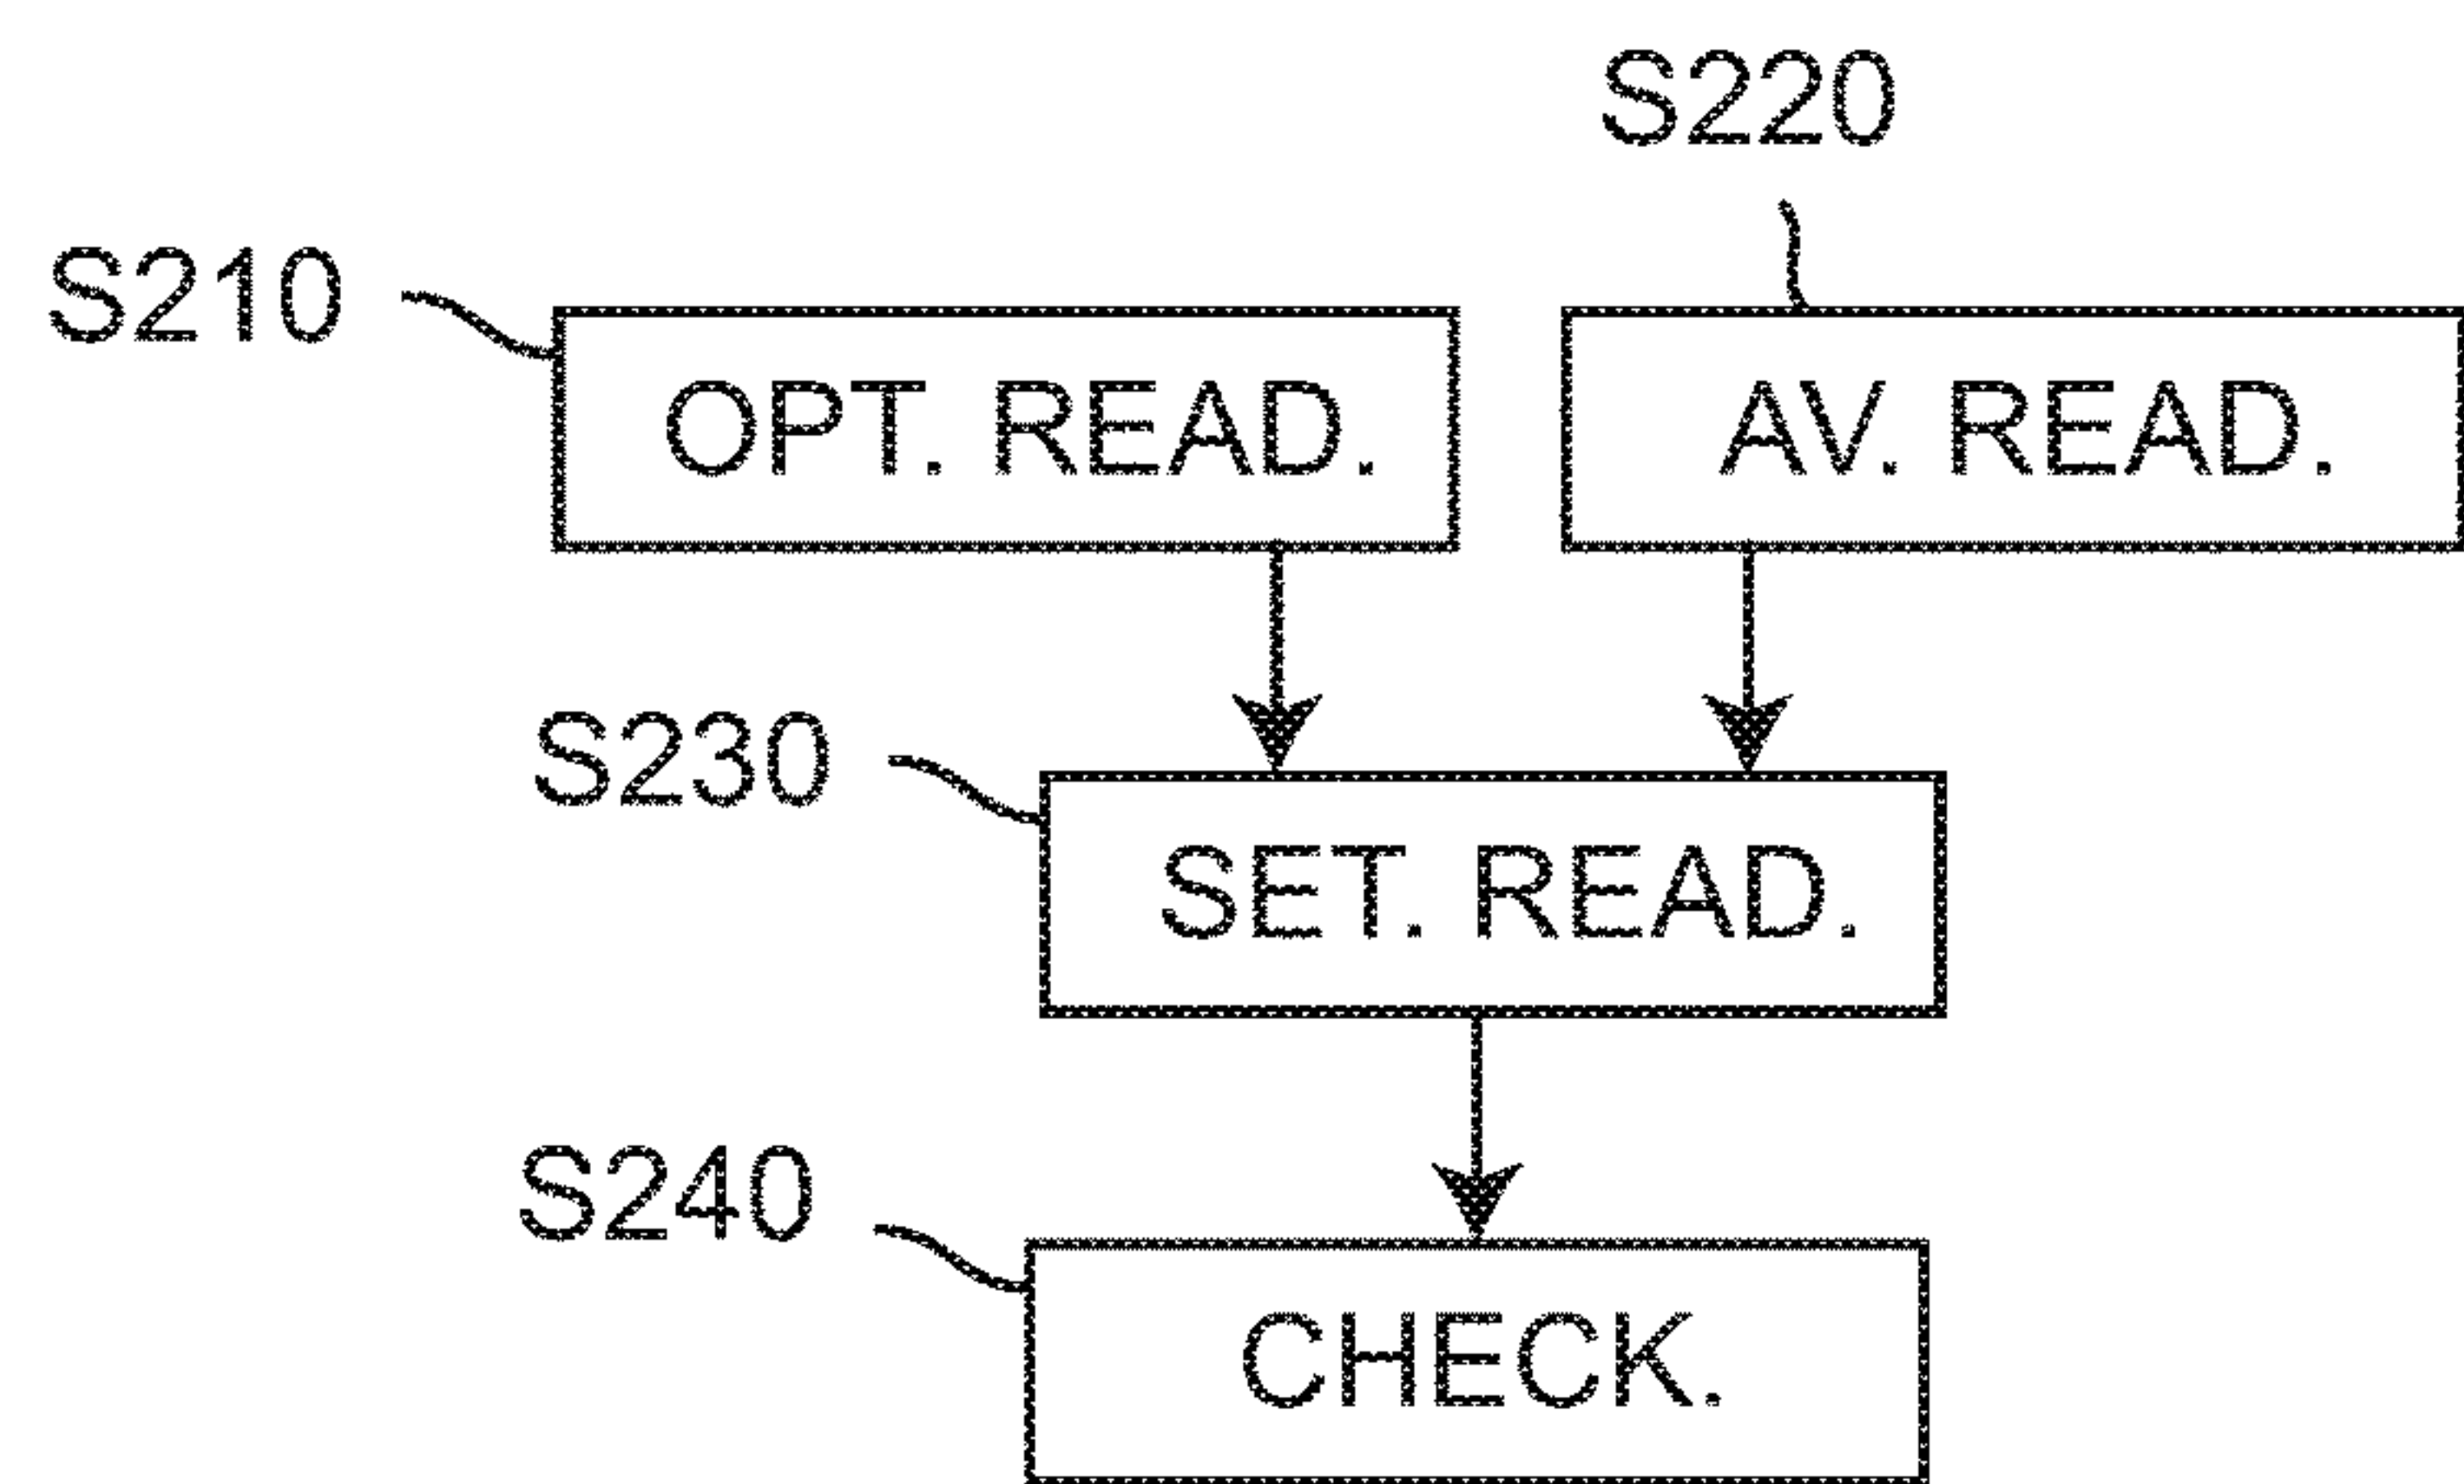 S220
S210
OPT. READ.
AV. READ.
S230
SET. READ.
S240
CHECK.